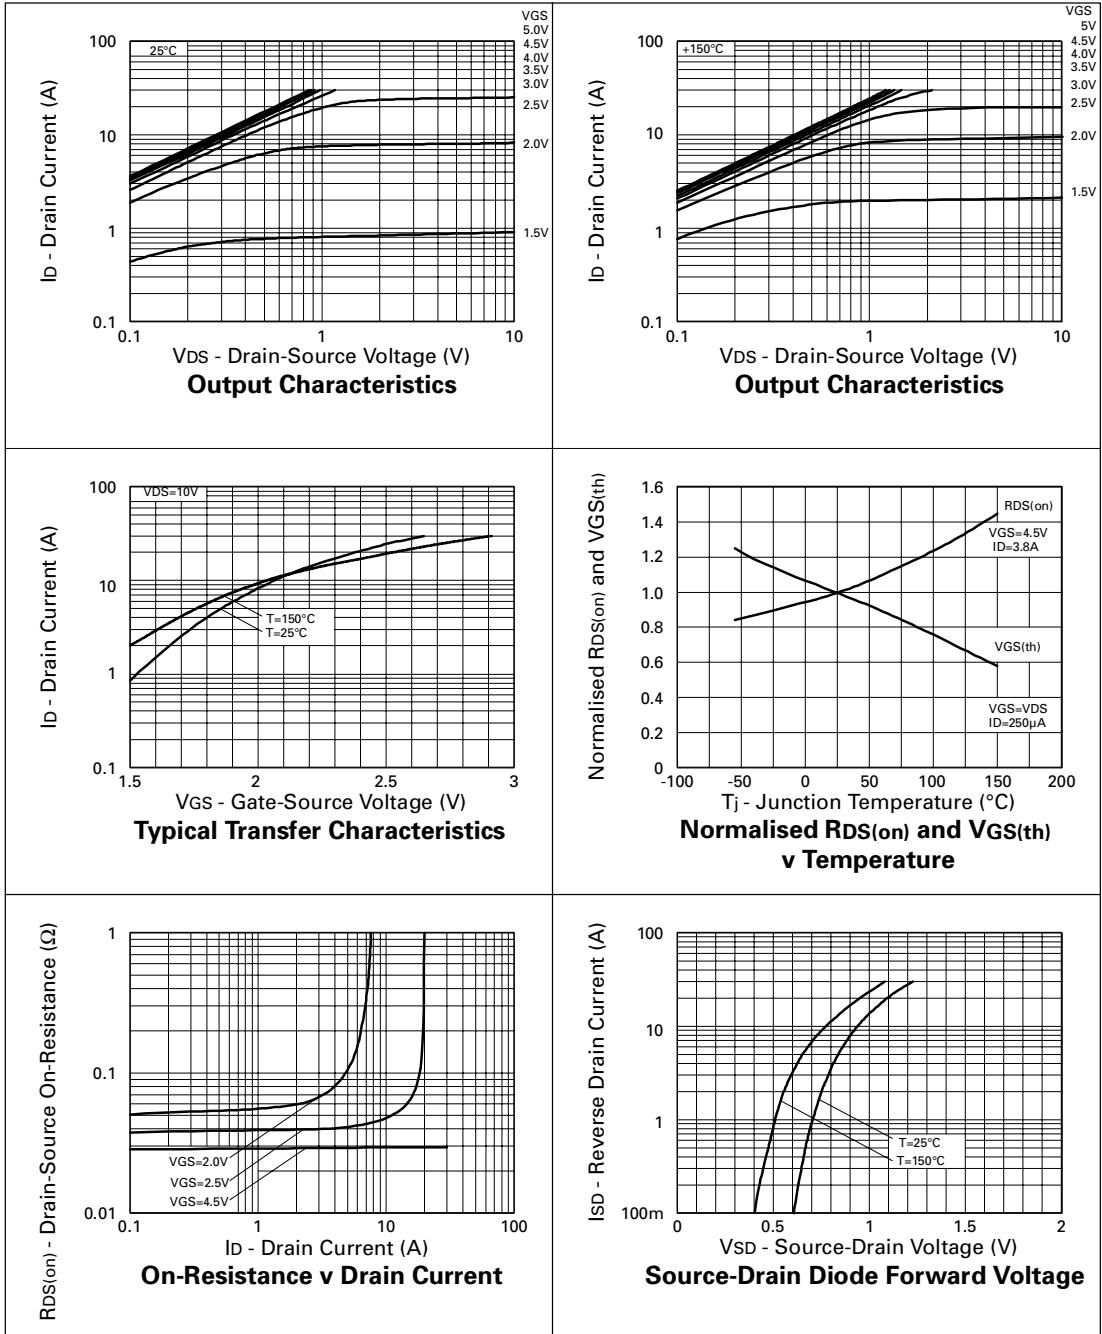 VGS
5.0V
4.5V
4.0V
3.5V
3.0V
2.5V
2.0V
1.5V
25°C
100
10
1
0.1
0.1
1
10
ID - Drain Current (A)
VDS - Drain-Source Voltage (V)
Output Characteristics
VGS
5V
4.5V
4.0V
3.5V
3.0V
2.5V
2.0V
1.5V
+150°C
100
10
1
0.1
0.1
1
10
ID - Drain Current (A)
VDS - Drain-Source Voltage (V)
Output Characteristics
VDS=10V
100
10
1
0.1
1.5
2
2.5
3
T=150°C
T=25°C
ID - Drain Current (A)
VGS - Gate-Source Voltage (V)
Typical Transfer Characteristics
1.6
1.4
1.2
1.0
0.8
0.6
0.4
0.2
0
-100
-50
0
50
100
150
200
RDS(on)
VGS=4.5V
ID=3.8A
VGS(th)
VGS=VDS
ID=250µA
Normalised RDS(on) and VGS(th)
Tj - Junction Temperature (°C)
Normalised RDS(on) and VGS(th)
v Temperature
1
0.1
0.01
0.1
1
10
100
VGS=2.0V
VGS=2.5V
VGS=4.5V
RDS(on) - Drain-Source On-Resistance (Ω)
ID - Drain Current (A)
On-Resistance v Drain Current
100
10
1
100m
0
0.5
1
1.5
2
T=25°C
T=150°C
ISD - Reverse Drain Current (A)
VSD - Source-Drain Voltage (V)
Source-Drain Diode Forward Voltage